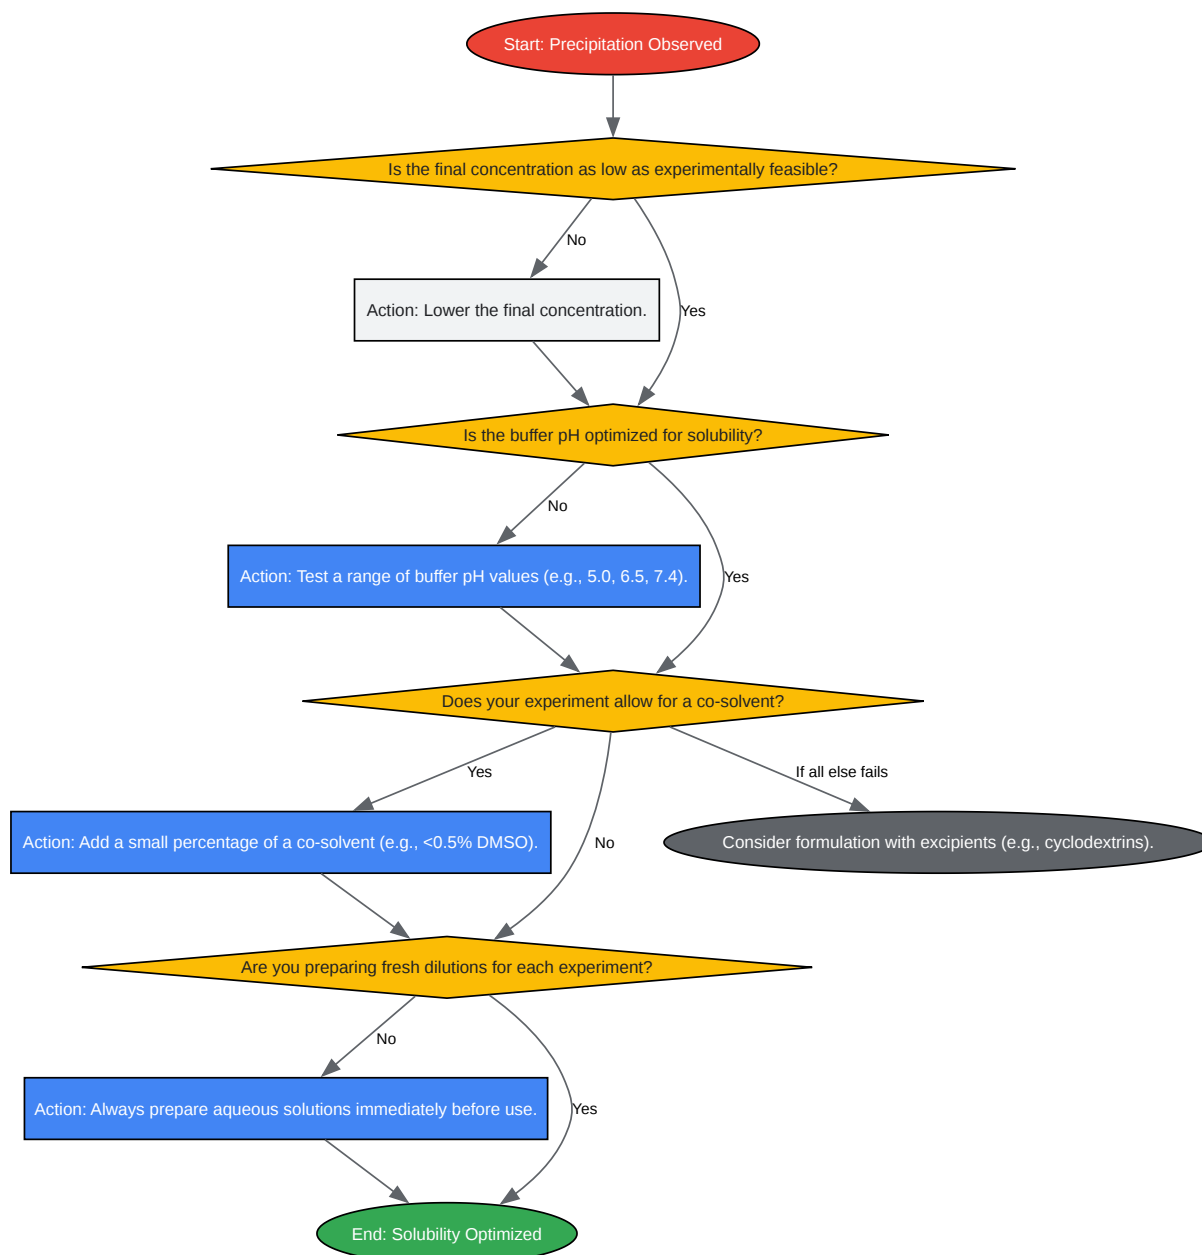 Start: Precipitation Observed
Is the final concentration as low as experimentally feasible?
No
Action: Lower the final concentration.
Yes
Is the buffer pH optimized for solubility?
No
Action: Test a range of buffer pH values (e.g., 5.0, 6.5, 7.4).
Yes
Does your experiment allow for a co-solvent?
Yes
If all else fails
Action: Add a small percentage of a co-solvent (e.g., <0.5% DMSO).
No
Consider formulation with excipients (e.g., cyclodextrins).
Are you preparing fresh dilutions for each experiment?
No
Action: Always prepare aqueous solutions immediately before use.
Yes
End: Solubility Optimized